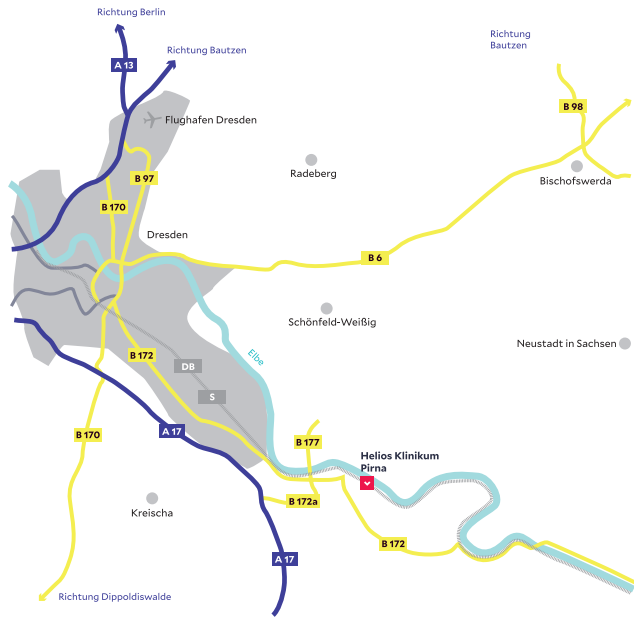 Richtung Berlin
Richtung
Bautzen
Richtung Bautzen
A 13
B 98
Flughafen Dresden
Radeberg
B 97
Bischofswerda
B 170
Dresden
B 6
Schönfeld-Weißig
Neustadt in Sachsen
B 172
Elbe
DB
S
A 17
B 170
B 177
Helios Klinikum
Pirna
B 172a
Kreischa
B 172
A 17
Richtung Dippoldiswalde